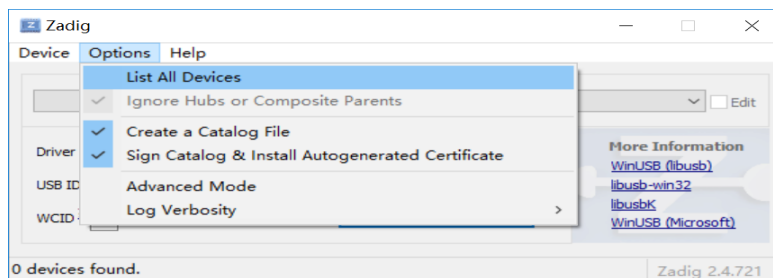 Zadig
Device Options Help
List All Devices
Ignore Hubs or Composite Parents
Edit
Create a Catalog File
Sign Catalog & Install Autogenerated Certificate
Advanced Mode
Log Verbosity
Driver
USB ID
WCID
More Information
WinUSB (libusb)
libusb-win32
libusbK
WinUSB (Microsoft)
0 devices found.
Zadig 2.4.721